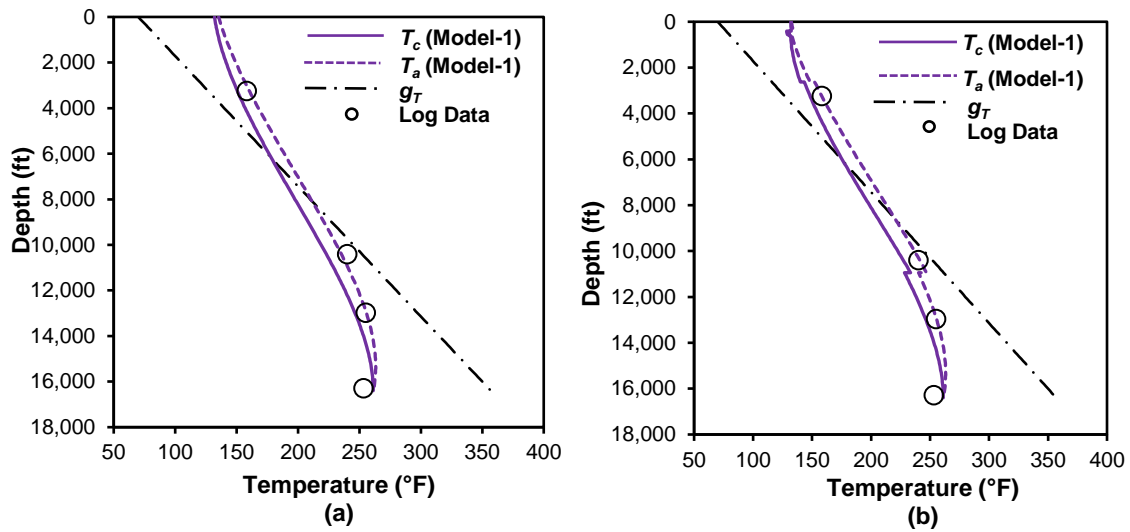 0
2,000
4,000
6,000
8,000
10,000
12,000
14,000
16,000
18,000
Depth (ft)
50 100 150 200 250 300 350 400
Temperature (°F)
(a)
Tc (Model-1)
Ta (Model-1)
gT
Log Data
0
2,000
4,000
6,000
8,000
10,000
12,000
14,000
16,000
18,000
Depth (ft)
50 100 150 200 250 300 350 400
Temperature (°F)
(b)
Tc (Model-1)
Ta (Model-1)
gT
Log Data